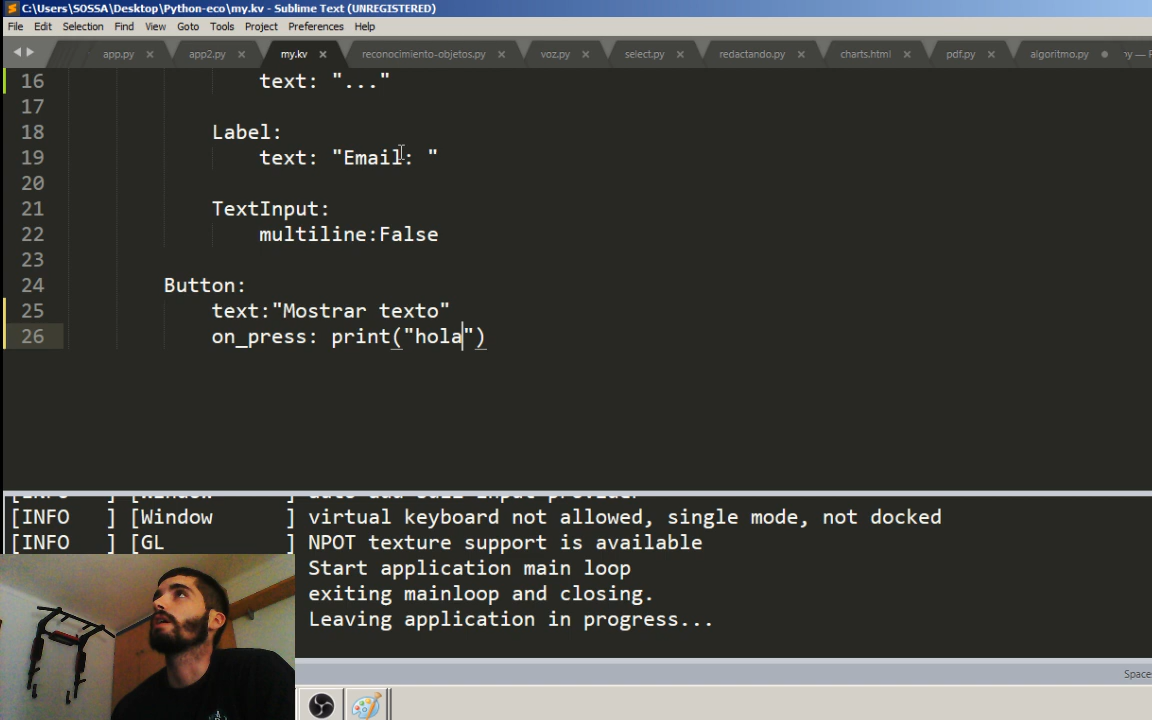 C:\Users\SOSSA\Desktop\Python-eco\my.kv - Sublime Text (UNREGISTERED)
File Edit Selection Find View Goto Tools Project Preferences Help
app.py app2.py my.kv reconocimiento-objetos.py voz.py select.py redactando.py charts.html pdf.py algoritmo.py
16 text: "..."
17
18 Label:
19 text: "Email: "
20
21 TextInput:
22 multiline:False
23
24 Button:
25 text:"Mostrar texto"
26 on_press: print("hola")
[INFO ] [Window ] virtual keyboard not allowed, single mode, not docked
[INFO ] [GL ] NPOT texture support is available
Start application main loop
exiting mainloop and closing.
Leaving application in progress...